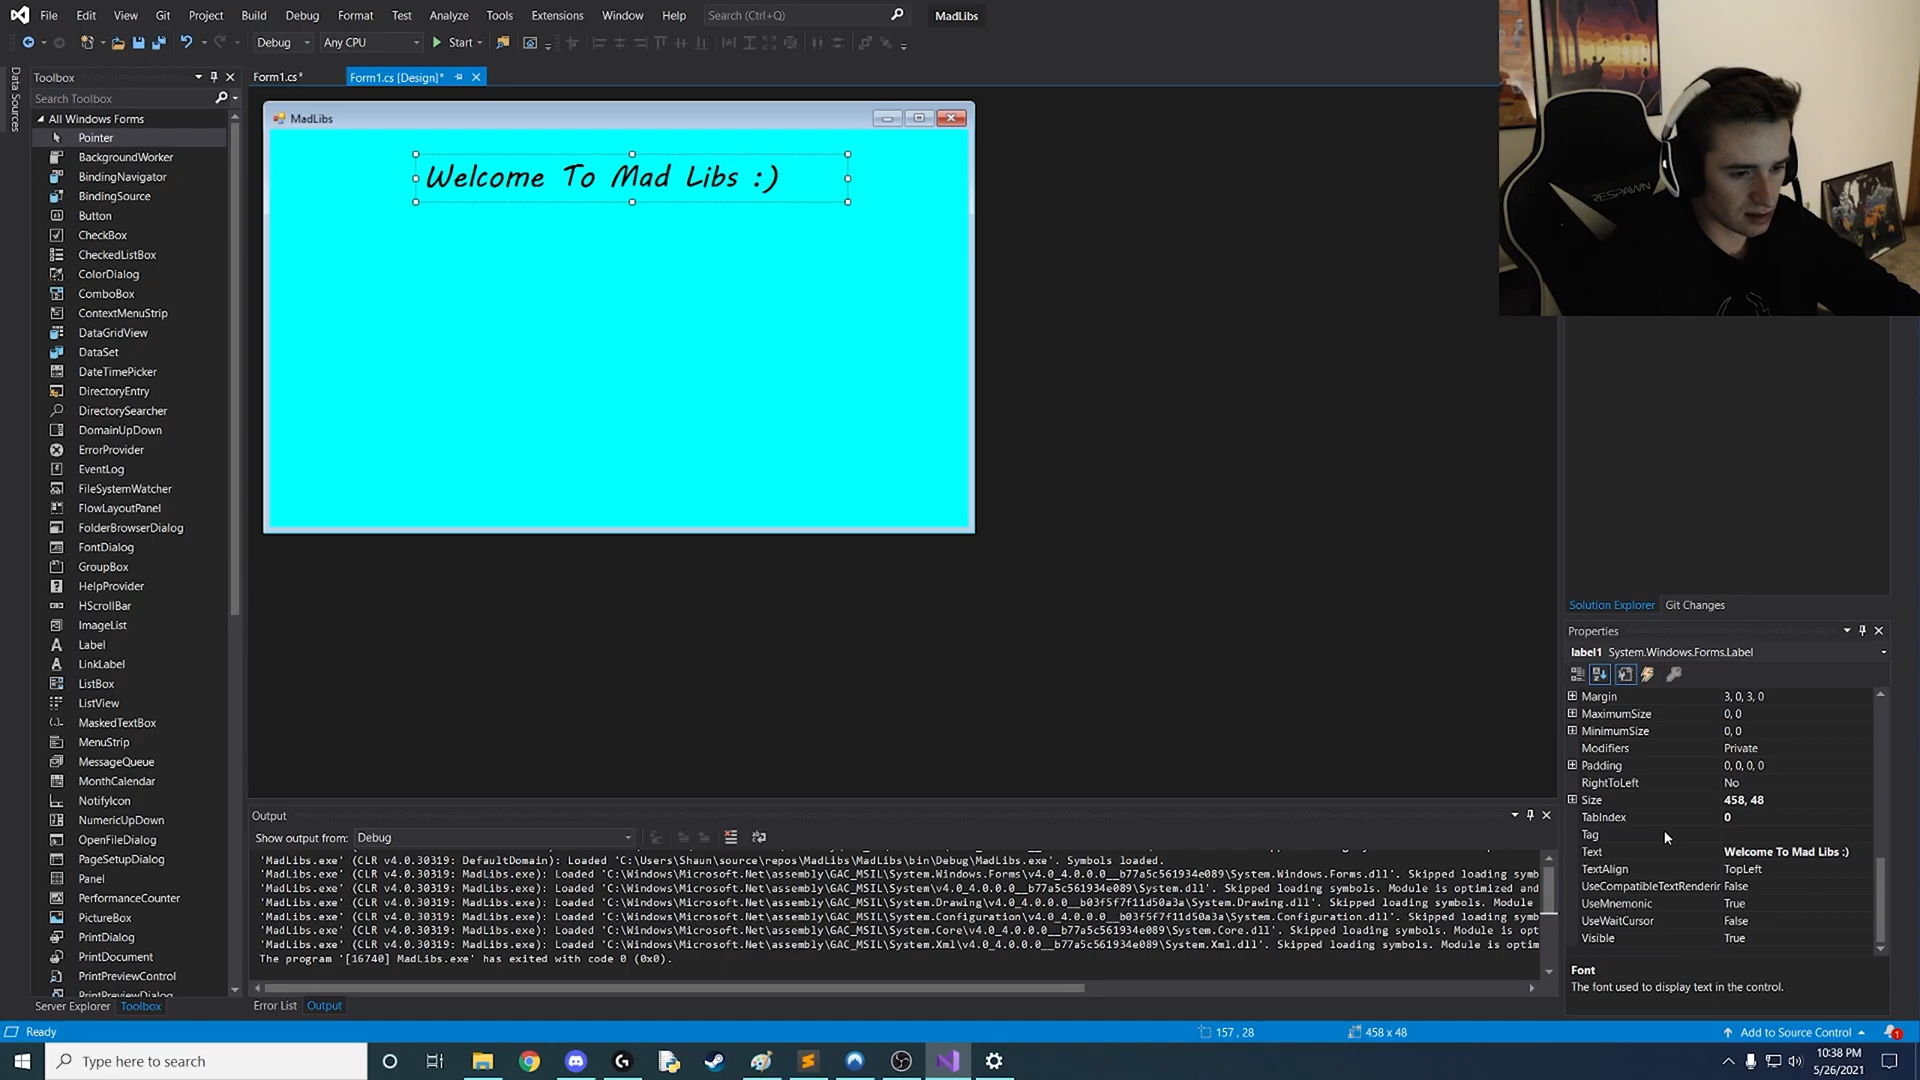 File Edit View Git Project Build Debug Format Test Analyze Tools Extensions Window Help Search (Ctrl+Q) MadLibs
Debug Any CPU Start
Data Sources
Toolbox
Form1.cs*
Form1.cs [Design]*
Search Toolbox
All Windows Forms
Pointer
BackgroundWorker
BindingNavigator
BindingSource
Button
CheckBox
CheckedListBox
ColorDialog
ComboBox
ContextMenuStrip
DataGridView
DataSet
DateTimePicker
DirectoryEntry
DirectorySearcher
DomainUpDown
ErrorProvider
EventLog
FileSystemWatcher
FlowLayoutPanel
FolderBrowserDialog
FontDialog
GroupBox
HelpProvider
HScrollBar
ImageList
Label
LinkLabel
ListBox
ListView
MaskedTextBox
MenuStrip
MessageQueue
MonthCalendar
NotifyIcon
NumericUpDown
OpenFileDialog
PageSetupDialog
Panel
PerformanceCounter
PictureBox
PrintDialog
PrintDocument
PrintPreviewControl
PrintPreviewDialog
Server Explorer Toolbox
MadLibs
Welcome To Mad Libs :)
RESPAWN
Solution Explorer Git Changes
Properties
label1 System.Windows.Forms.Label
Margin 3, 0, 3, 0
MaximumSize 0, 0
MinimumSize 0, 0
Modifiers Private
Padding 0, 0, 0, 0
RightToLeft No
Size 458, 48
TabIndex 0
Tag
Text Welcome To Mad Libs :)
TextAlign TopLeft
UseCompatibleTextRenderir False
UseMnemonic True
UseWaitCursor False
Visible True
Font
The font used to display text in the control.
Output
Show output from: Debug
'MadLibs.exe' (CLR v4.0.30319: DefaultDomain): Loaded 'C:\Users\Shaun\source\repos\MadLibs\MadLibs\bin\Debug\MadLibs.exe'. Symbols loaded.
'MadLibs.exe' (CLR v4.0.30319: MadLibs.exe): Loaded 'C:\Windows\Microsoft.Net\assembly\GAC_MSIL\System.Windows.Forms\v4.0_4.0.0.0__b77a5c561934e089\System.Windows.Forms.dll'. Skipped loading symb
'MadLibs.exe' (CLR v4.0.30319: MadLibs.exe): Loaded 'C:\Windows\Microsoft.Net\assembly\GAC_MSIL\System\v4.0_4.0.0.0__b77a5c561934e089\System.dll'. Skipped loading symbols. Module is optimized and
'MadLibs.exe' (CLR v4.0.30319: MadLibs.exe): Loaded 'C:\Windows\Microsoft.Net\assembly\GAC_MSIL\System.Drawing\v4.0_4.0.0.0__b03f5f7f11d50a3a\System.Drawing.dll'. Skipped loading symbols. Module
'MadLibs.exe' (CLR v4.0.30319: MadLibs.exe): Loaded 'C:\Windows\Microsoft.Net\assembly\GAC_MSIL\System.Configuration\v4.0_4.0.0.0__b03f5f7f11d50a3a\System.Configuration.dll'. Skipped loading symb
'MadLibs.exe' (CLR v4.0.30319: MadLibs.exe): Loaded 'C:\Windows\Microsoft.Net\assembly\GAC_MSIL\System.Core\v4.0_4.0.0.0__b77a5c561934e089\System.Core.dll'. Skipped loading symbols. Module is opt
'MadLibs.exe' (CLR v4.0.30319: MadLibs.exe): Loaded 'C:\Windows\Microsoft.Net\assembly\GAC_MSIL\System.Xml\v4.0_4.0.0.0__b77a5c561934e089\System.Xml.dll'. Skipped loading symbols. Module is optim
The program '[16740] MadLibs.exe' has exited with code 0 (0x0).
Error List Output
Ready 157 , 28 458 x 48 Add to Source Control 1
Type here to search
10:38 PM
5/26/2021